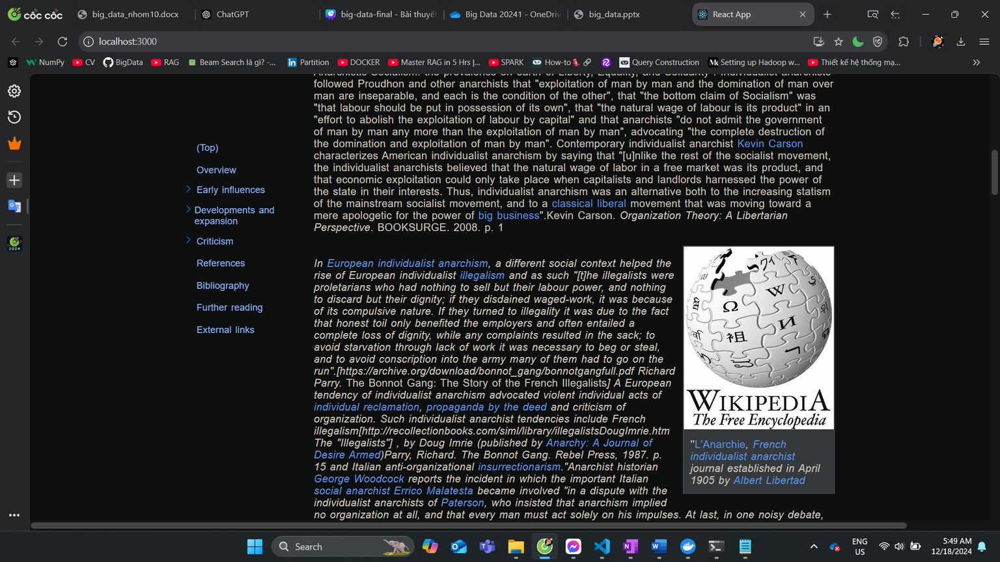 cốc cốc
big_data_nhom10.docx
ChatGPT
big-data-final - Bài thuyết
Big Data 20241 - OneDriv
big_data.pptx
React App
localhost:3000
NumPy
CV
BigData
RAG
Beam Search là gì? -...
Partition
DOCKER
Master RAG in 5 Hrs |...
SPARK
How-to
Query Construction
Setting up Hadoop w...
Thiết kế hệ thống mạ...
(Top)
Overview
Early influences
Developments and
expansion
Criticism
References
Bibliography
Further reading
External links
Anarchistic Socialism: the prevalence on earth of Liberty, Equality, and Solidarity". Individualist anarchists
followed Proudhon and other anarchists that "exploitation of man by man and the domination of man over
man are inseparable, and each is the condition of the other", that "the bottom claim of Socialism" was
"that labour should be put in possession of its own", that "the natural wage of labour is its product" in an
"effort to abolish the exploitation of labour by capital" and that anarchists "do not admit the government
of man by man any more than the exploitation of man by man", advocating "the complete destruction of
the domination and exploitation of man by man". Contemporary individualist anarchist Kevin Carson
characterizes American individualist anarchism by saying that "[u]nlike the rest of the socialist movement,
the individualist anarchists believed that the natural wage of labor in a free market was its product, and
that economic exploitation could only take place when capitalists and landlords harnessed the power of
the state in their interests. Thus, individualist anarchism was an alternative both to the increasing statism
of the mainstream socialist movement, and to a classical liberal movement that was moving toward a
mere apologetic for the power of big business".Kevin Carson. Organization Theory: A Libertarian
Perspective. BOOKSURGE. 2008. p. 1
In European individualist anarchism, a different social context helped the
rise of European individualist illegalism and as such "[t]he illegalists were
proletarians who had nothing to sell but their labour power, and nothing
to discard but their dignity; if they disdained waged-work, it was because
of its compulsive nature. If they turned to illegality it was due to the fact
that honest toil only benefited the employers and often entailed a
complete loss of dignity, while any complaints resulted in the sack; to
avoid starvation through lack of work it was necessary to beg or steal,
and to avoid conscription into the army many of them had to go on the
run".[https://archive.org/download/bonnot_gang/bonnotgangfull.pdf Richard
Parry. The Bonnot Gang: The Story of the French Illegalists] A European
tendency of individualist anarchism advocated violent individual acts of
individual reclamation, propaganda by the deed and criticism of
organization. Such individualist anarchist tendencies include French
illegalism[http://recollectionbooks.com/siml/library/illegalistsDougImrie.htm
The "Illegalists"] , by Doug Imrie (published by Anarchy: A Journal of
Desire Armed)Parry, Richard. The Bonnot Gang. Rebel Press, 1987. p.
15 and Italian anti-organizational insurrectionarism."Anarchist historian
George Woodcock reports the incident in which the important Italian
social anarchist Errico Malatesta became involved "in a dispute with the
individualist anarchists of Paterson, who insisted that anarchism implied
no organization at all, and that every man must act solely on his impulses. At last, in one noisy debate,
Ω W И 祖
WIKIPEDIA
The Free Encyclopedia
"L'Anarchie, French
individualist anarchist
journal established in April
1905 by Albert Libertad
2024
Search
ENG
US
5:49 AM
12/18/2024